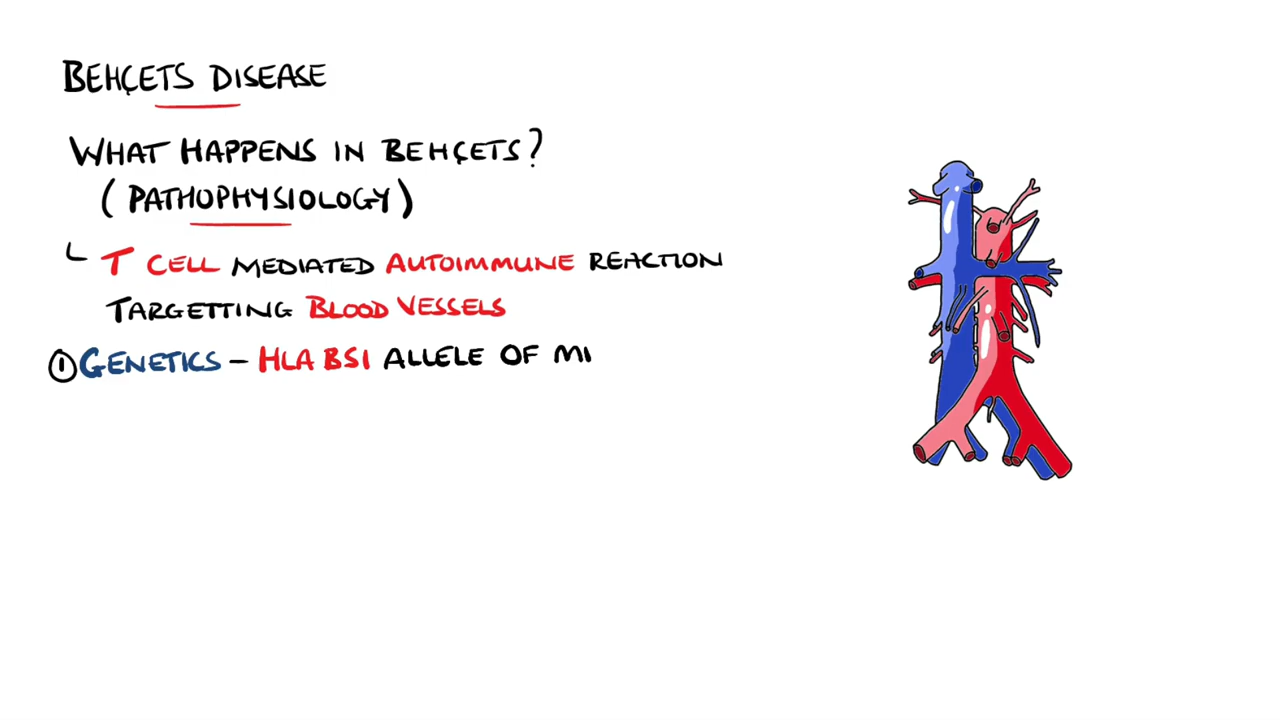 BEHÇETS DISEASE
WHAT HAPPENS IN BEHÇETS?
(PATHOPHYSIOLOGY)
T CELL MEDIATED AUTOIMMUNE REACTION
TARGETTING BLOOD VESSELS
① GENETICS - HLA B51 ALLELE OF M